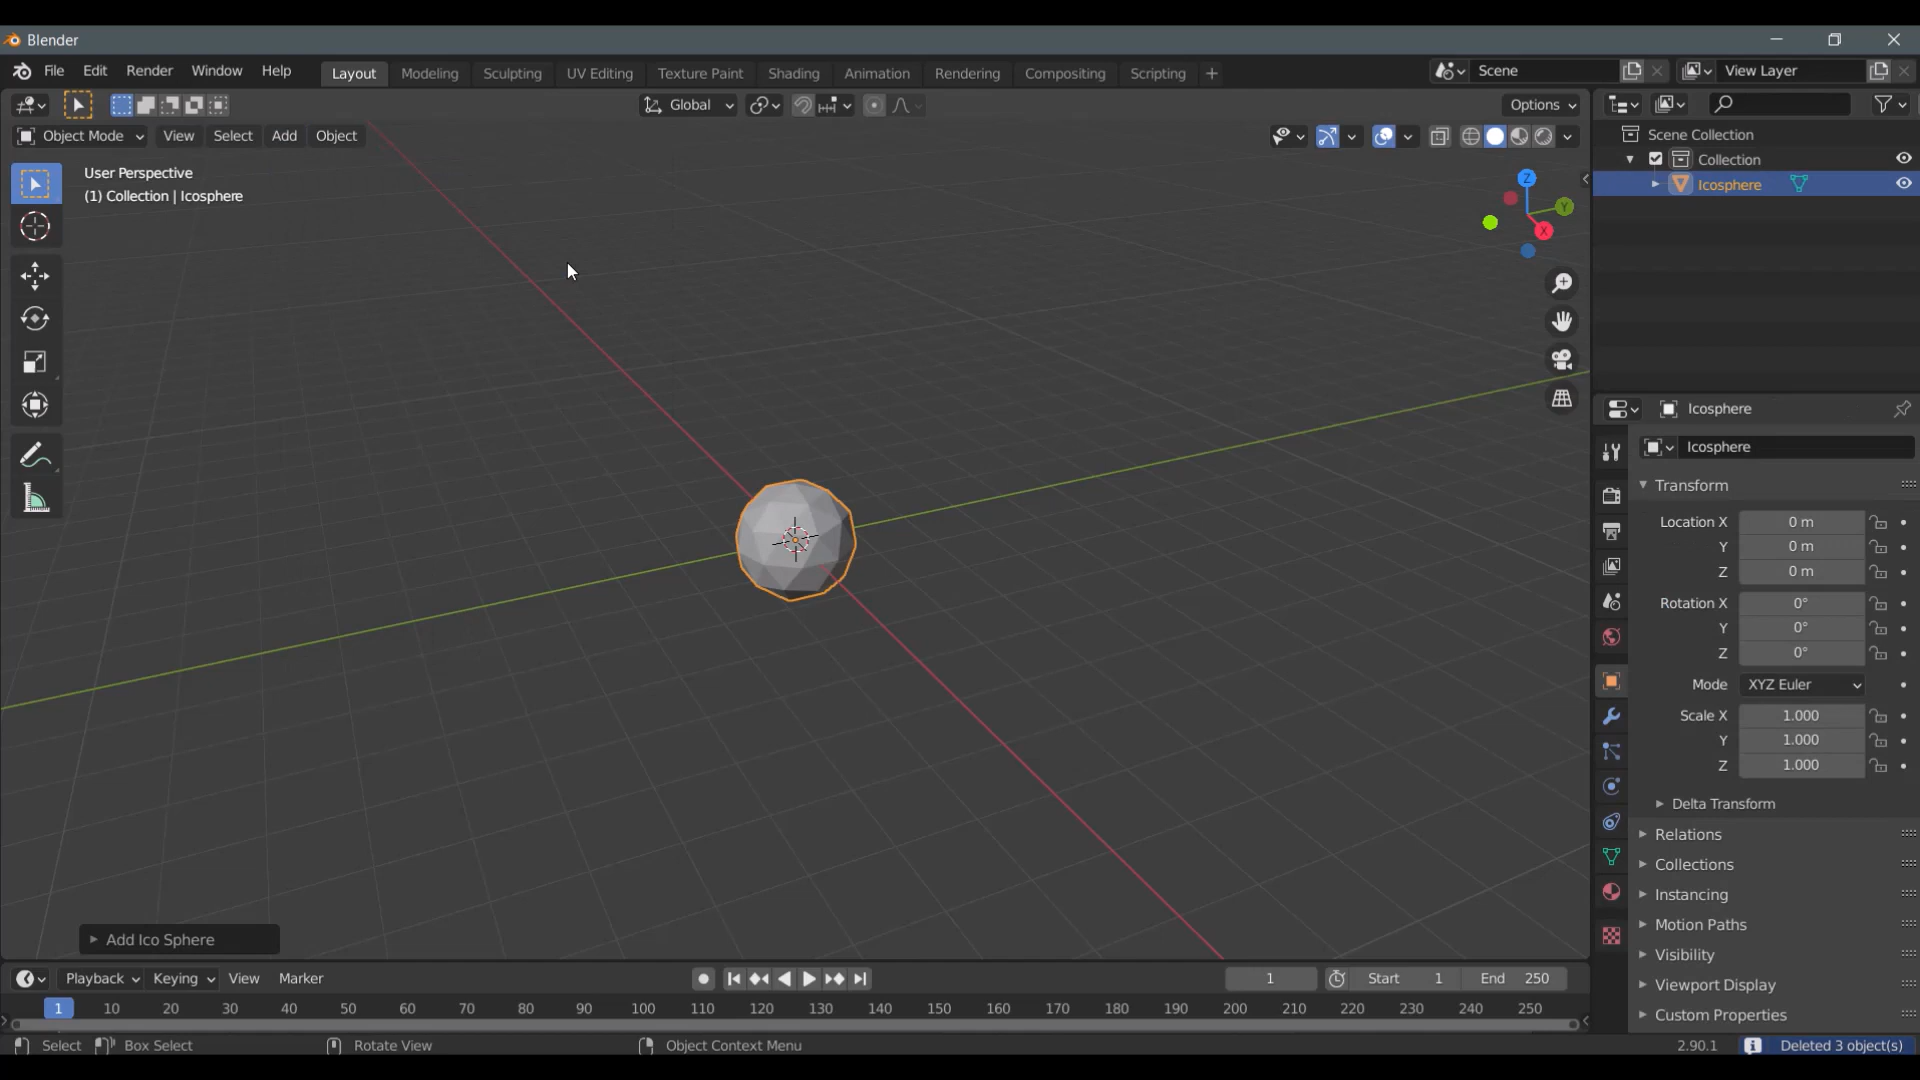 Blender
File Edit Render Window Help Layout Modeling Sculpting UV Editing Texture Paint Shading Animation Rendering Compositing Scripting + Scene View Layer
Global Options
Object Mode View Select Add Object
User Perspective
(1) Collection | Icosphere
Z
Y
X
Add Ico Sphere
Scene Collection
Collection
Icosphere
Icosphere
Icosphere
Transform
Location X 0 m
Y 0 m
Z 0 m
Rotation X 0°
Y 0°
Z 0°
Mode XYZ Euler
Scale X 1.000
Y 1.000
Z 1.000
Delta Transform
Relations
Collections
Instancing
Motion Paths
Visibility
Viewport Display
Custom Properties
Playback Keying View Marker 1 Start 1 End 250
1 10 20 30 40 50 60 70 80 90 100 110 120 130 140 150 160 170 180 190 200 210 220 230 240 250
Select Box Select Rotate View Object Context Menu 2.90.1 Deleted 3 object(s)